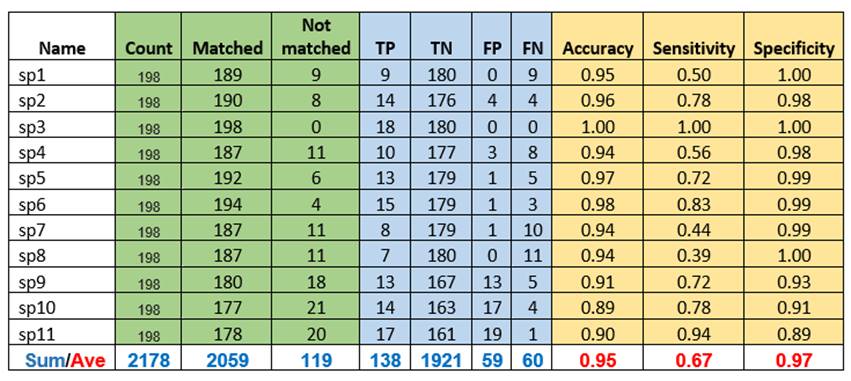 Name Count Matched Not matched TP TN FP FN Accuracy Sensitivity Specificity
sp1 198 189 9 9 180 0 9 0.95 0.50 1.00
sp2 198 190 8 14 176 4 4 0.96 0.78 0.98
sp3 198 198 0 18 180 0 0 1.00 1.00 1.00
sp4 198 187 11 10 177 3 8 0.94 0.56 0.98
sp5 198 192 6 13 179 1 5 0.97 0.72 0.99
sp6 198 194 4 15 179 1 3 0.98 0.83 0.99
sp7 198 187 11 8 179 1 10 0.94 0.44 0.99
sp8 198 187 11 7 180 0 11 0.94 0.39 1.00
sp9 198 180 18 13 167 13 5 0.91 0.72 0.93
sp10 198 177 21 14 163 17 4 0.89 0.78 0.91
sp11 198 178 20 17 161 19 1 0.90 0.94 0.89
Sum/Ave 2178 2059 119 138 1921 59 60 0.95 0.67 0.97